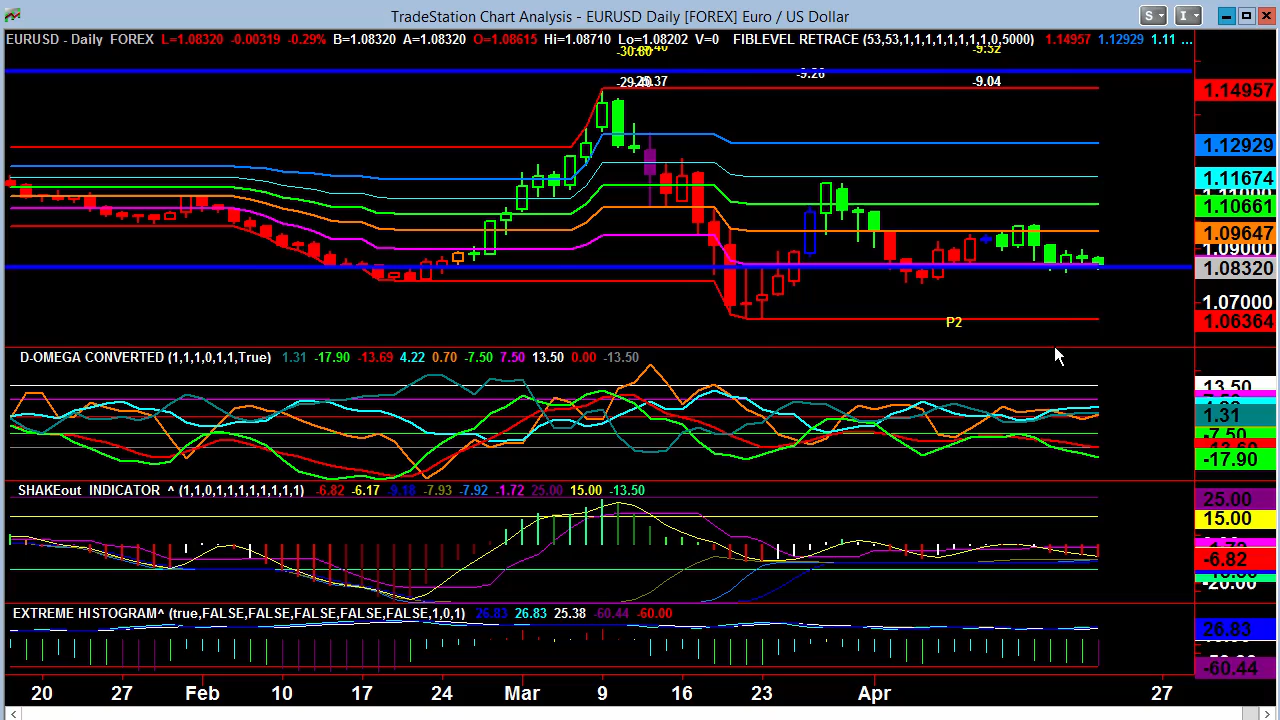 TradeStation Chart Analysis - EURUSD Daily [FOREX] Euro / US Dollar
S I
EURUSD - Daily FOREX L=1.08320 -0.00319 -0.29% B=1.08320 A=1.08320 O=1.08615 Hi=1.08710 Lo=1.08202 V=0 FIBLEVEL RETRACE (53,53,1,1,1,1,1,1,1,1,0,5000) 1.14957 1.12929 1.11 ...
-9.04
1.14957
1.12929
1.11674
1.10661
1.09647
1.09000
1.08320
1.07000
1.06364
P2
D-OMEGA CONVERTED (1,1,1,0,1,1,True) 1.31 -17.90 -13.69 4.22 0.70 -7.50 7.50 13.50 0.00 -13.50
13.50
1.31
-7.50
-17.90
SHAKEout INDICATOR ^ (1,1,0,1,1,1,1,1,1,1,1) -6.82 -6.17 -9.18 -7.93 -7.92 -1.72 25.00 15.00 -13.50
25.00
15.00
-6.82
-20.00
EXTREME HISTOGRAM^ (true,FALSE,FALSE,FALSE,FALSE,FALSE,1,0,1) 26.83 26.83 25.38 -60.44 -60.00
26.83
-60.44
20 27 Feb 10 17 24 Mar 9 16 23 Apr 27